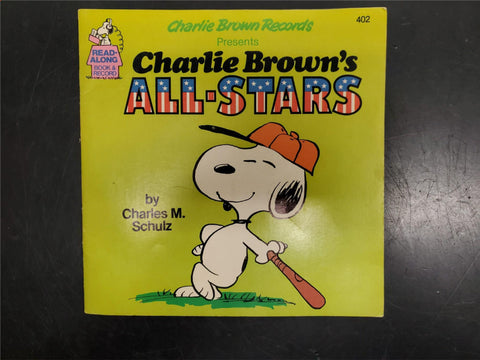 402
Charlie Brown Records
Presents
READ-
ALONG
BOOK &
RECORD
Charlie Brown's
ALL-STARS
by
Charles M.
Schulz